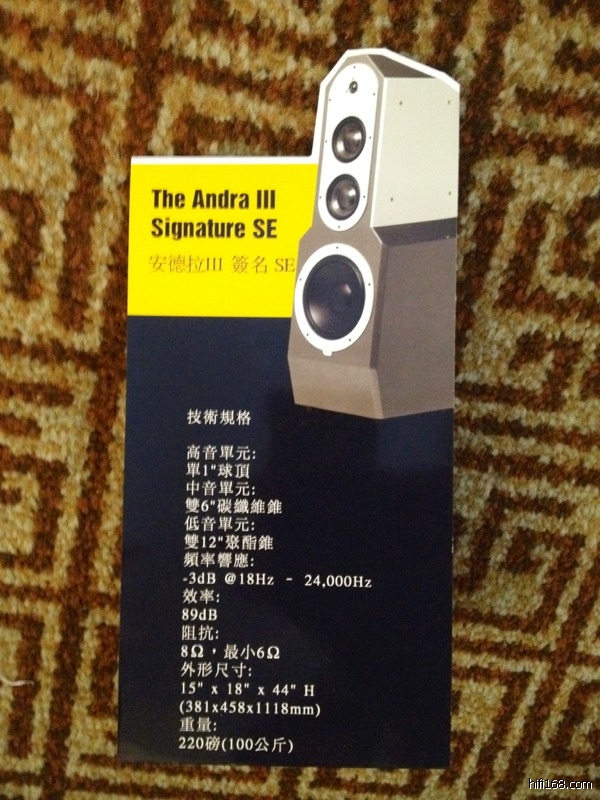 The Andra III
Signature SE
安德拉III 簽名 SE
技術規格
高音單元:
單1"球頂
中音單元:
雙6"碳纖維錐
低音單元:
雙12"聚酯錐
頻率響應:
-3dB @18Hz - 24,000Hz
效率:
89dB
阻抗:
8Ω，最小6Ω
外形尺寸:
15" x 18" x 44" H
(381x458x1118mm)
重量:
220磅(100公斤)
hifi168.com